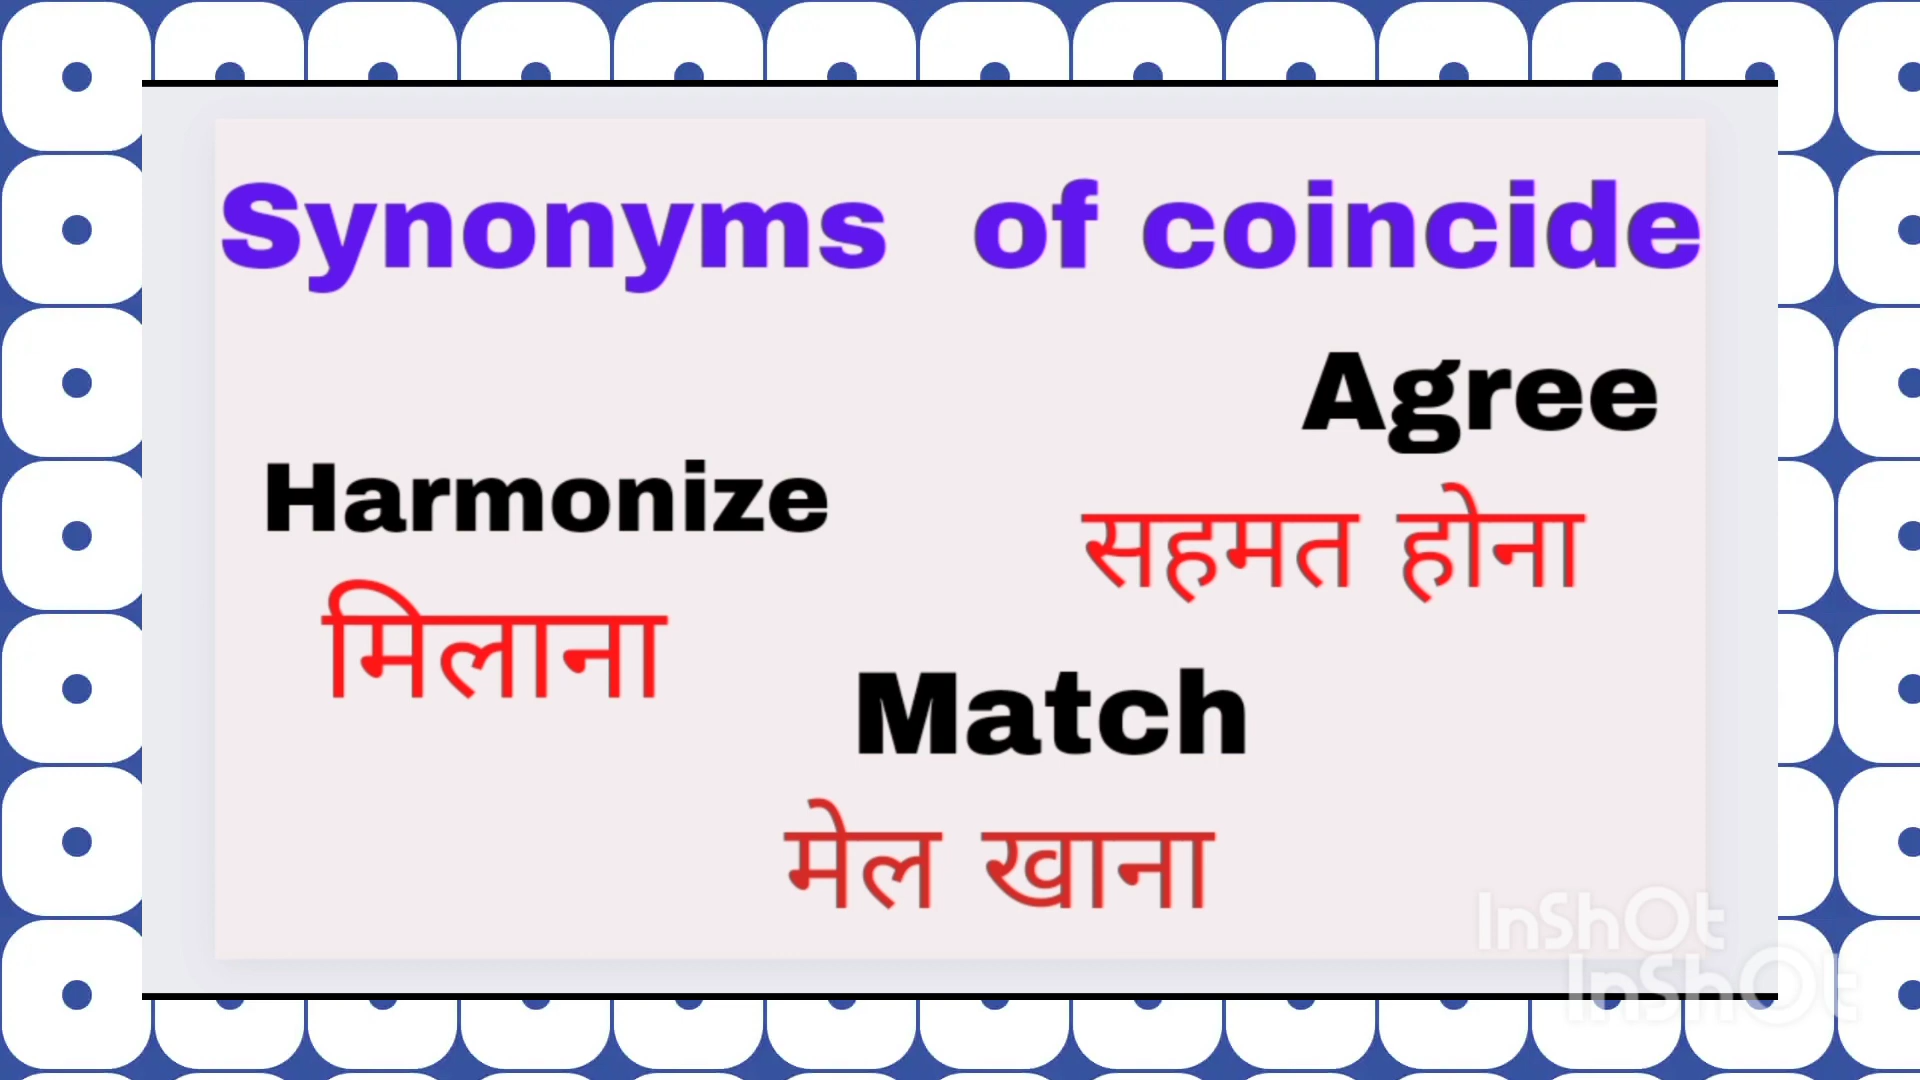 Synonyms of coincide
Agree
Harmonize
सहमत होना
मिलाना
Match
मेल खाना
InShOt
InShOt